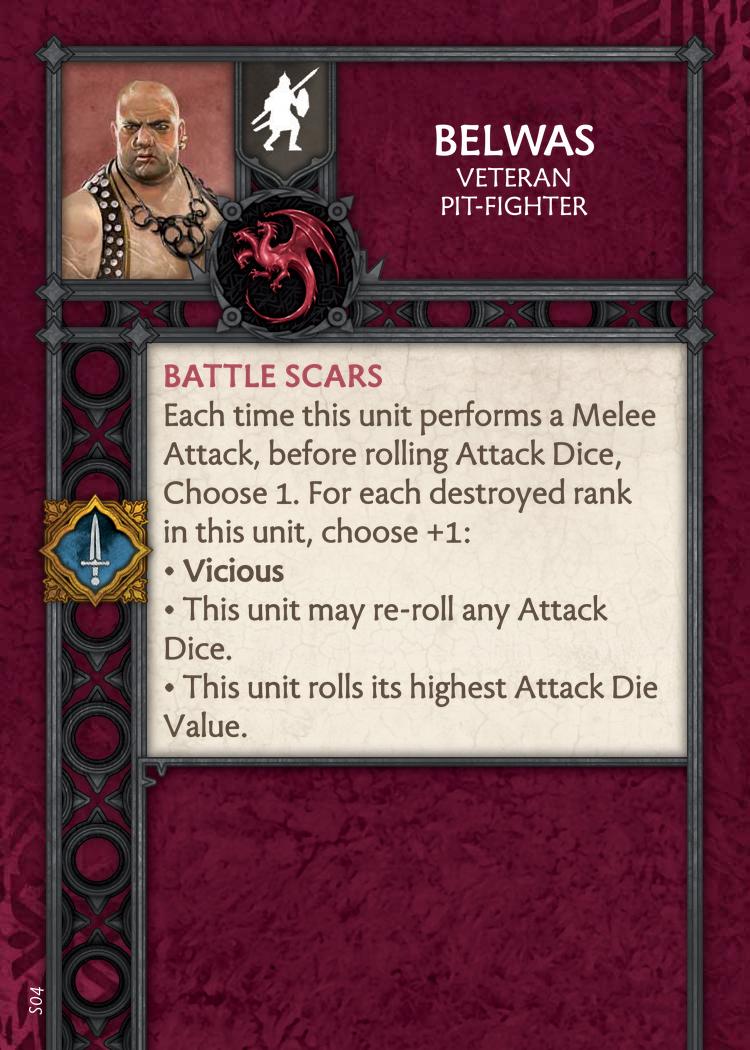 BELWAS
VETERAN
PIT-FIGHTER
BATTLE SCARS
Each time this unit performs a Melee
Attack, before rolling Attack Dice,
Choose 1. For each destroyed rank
in this unit, choose +1:
• Vicious
• This unit may re-roll any Attack
Dice.
• This unit rolls its highest Attack Die
Value.
S04